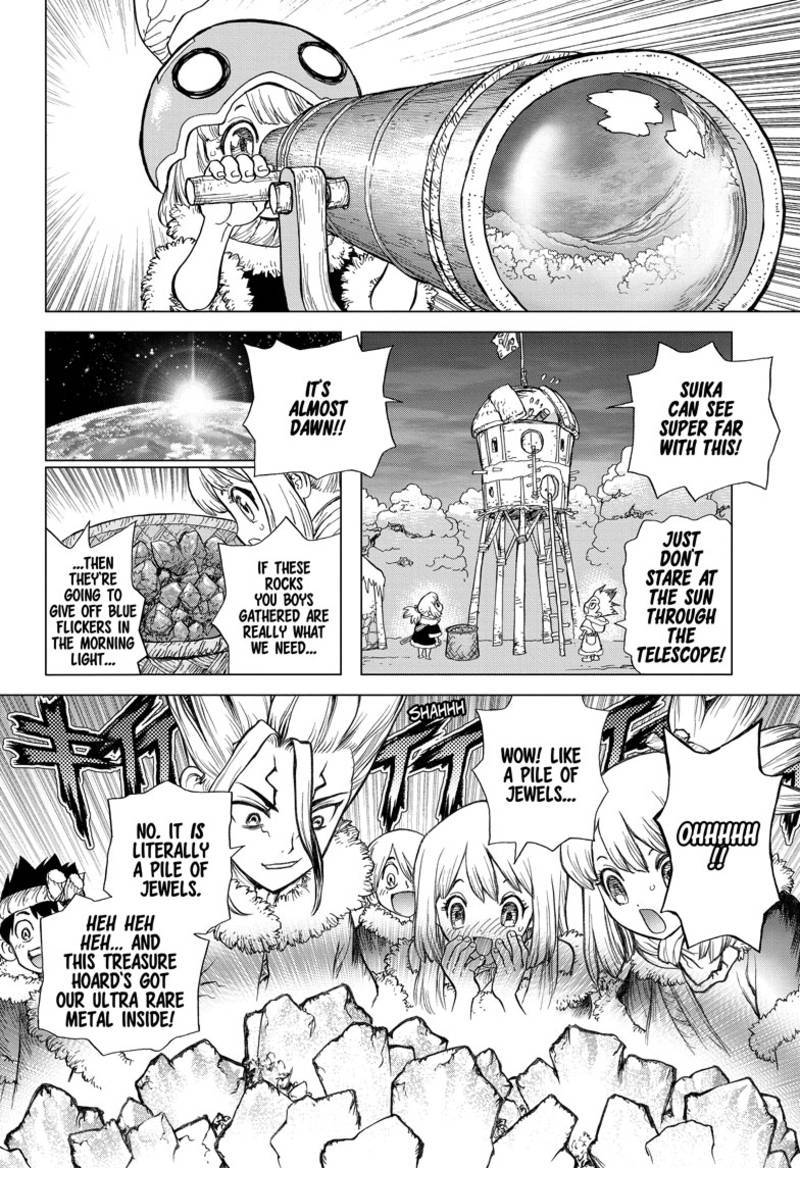 SUIKA
CAN SEE
SUPER FAR
WITH THIS!
JUST
DON'T
STARE AT
THE SUN
THROUGH
THE
TELESCOPE!
IT'S
ALMOST
DAWN!!
IF THESE
ROCKS
YOU BOYS
GATHERED ARE
REALLY WHAT
WE NEED...
...THEN
THEY'RE
GOING TO
GIVE OFF BLUE
FLICKERS IN
THE MORNING
LIGHT...
OHHHHH
!!
WOW! LIKE
A PILE OF
JEWELS...
SHAHHH
NO. IT IS
LITERALLY
A PILE OF
JEWELS.
HEH HEH
HEH... AND
THIS TREASURE
HOARD'S GOT
OUR ULTRA RARE
METAL INSIDE!